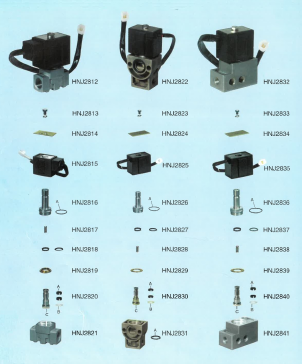 HNJ2812 HNJ2822 HNJ2832
HNJ2813 HNJ2823 HNJ2833
HNJ2814 HNJ2824 HNJ2834
HNJ2815 HNJ2825 HNJ2835
HNJ2816 HNJ2826 HNJ2836
HNJ2817 HNJ2827 HNJ2837
HNJ2818 HNJ2828 HNJ2838
HNJ2819 HNJ2829 HNJ2839
HNJ2820 HNJ2830 HNJ2840
HNJ2821 HNJ2831 HNJ2841